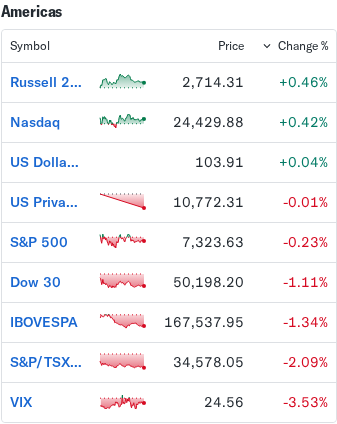 Americas
Symbol Price Change %
Russell 2... 2,714.31 +0.46%
Nasdaq 24,429.88 +0.42%
US Dolla... 103.91 +0.04%
US Priva... 10,772.31 -0.01%
S&P 500 7,323.63 -0.23%
Dow 30 50,198.20 -1.11%
IBOVESPA 167,537.95 -1.34%
S&P/TSX... 34,578.05 -2.09%
VIX 24.56 -3.53%